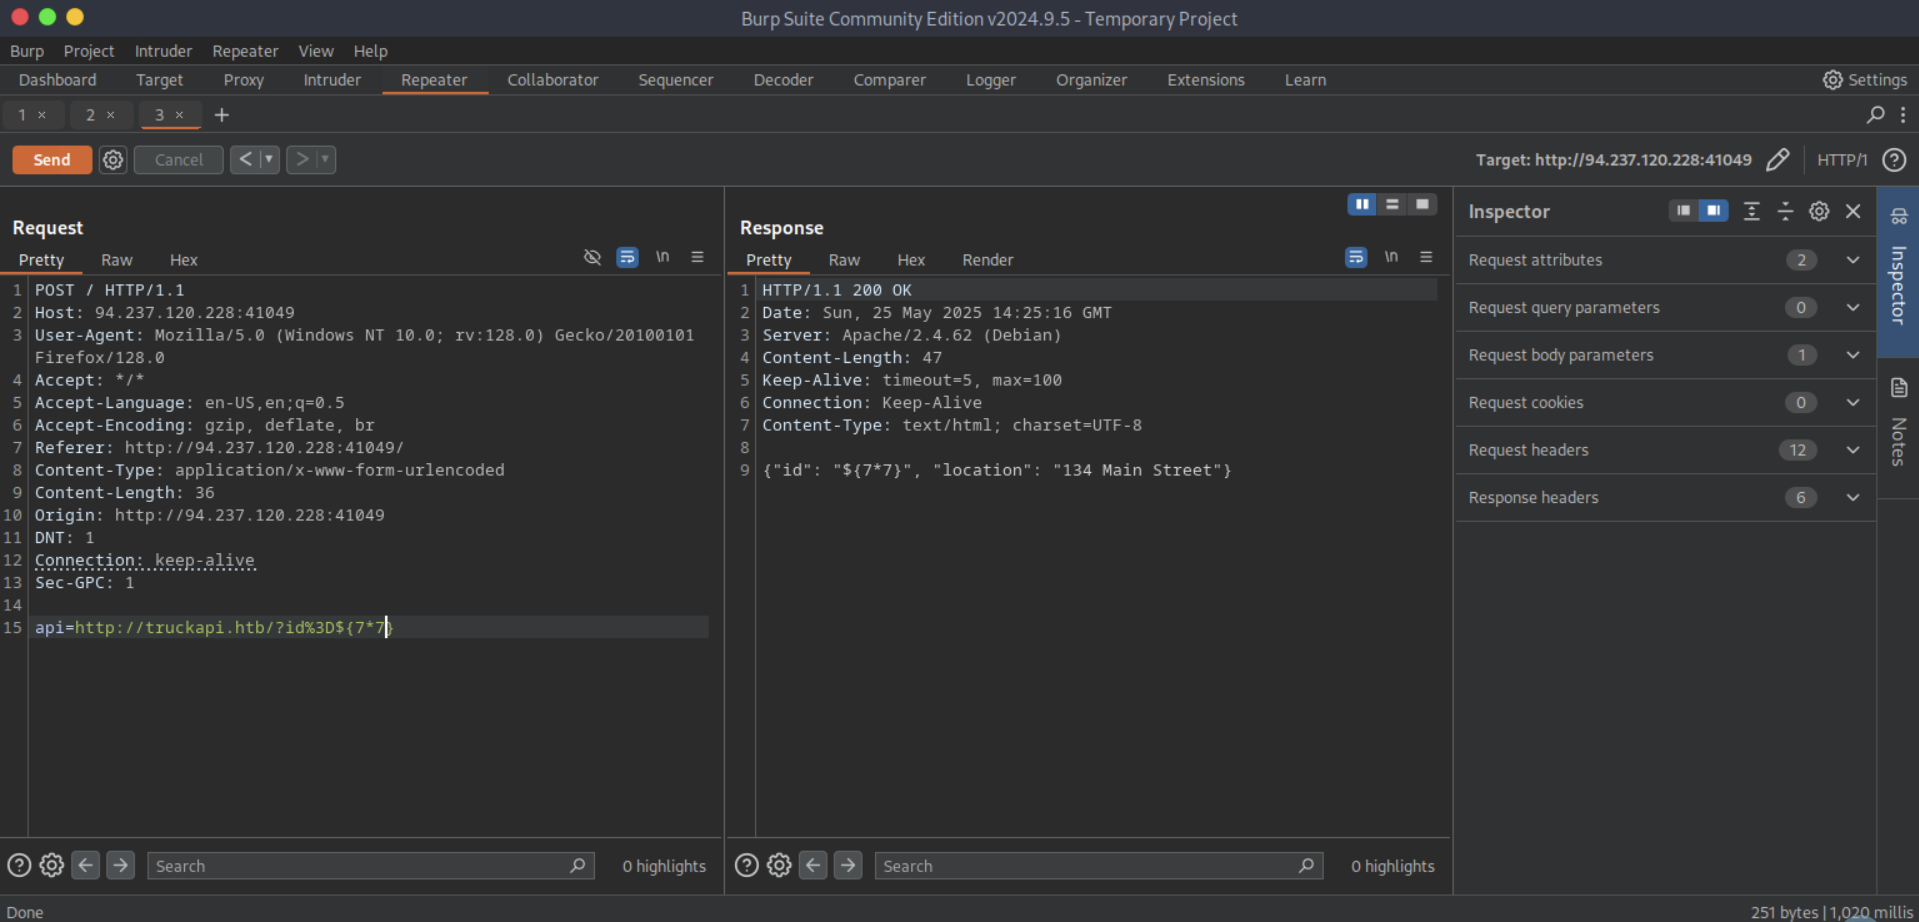 Burp Suite Community Edition v2024.9.5 - Temporary Project
Burp Project Intruder Repeater View Help
Dashboard Target Proxy Intruder Repeater Collaborator Sequencer Decoder Comparer Logger Organizer Extensions Learn Settings
1 × 2 × 3 × +
Send Cancel < > Target: http://94.237.120.228:41049 HTTP/1 ?
Request
Pretty Raw Hex \n
1 POST / HTTP/1.1
2 Host: 94.237.120.228:41049
3 User-Agent: Mozilla/5.0 (Windows NT 10.0; rv:128.0) Gecko/20100101
Firefox/128.0
4 Accept: */*
5 Accept-Language: en-US,en;q=0.5
6 Accept-Encoding: gzip, deflate, br
7 Referer: http://94.237.120.228:41049/
8 Content-Type: application/x-www-form-urlencoded
9 Content-Length: 36
10 Origin: http://94.237.120.228:41049
11 DNT: 1
12 Connection: keep-alive
13 Sec-GPC: 1
14
15 api=http://truckapi.htb/?id%3D${7*7}
Search 0 highlights
Response
Pretty Raw Hex Render \n
1 HTTP/1.1 200 OK
2 Date: Sun, 25 May 2025 14:25:16 GMT
3 Server: Apache/2.4.62 (Debian)
4 Content-Length: 47
5 Keep-Alive: timeout=5, max=100
6 Connection: Keep-Alive
7 Content-Type: text/html; charset=UTF-8
8
9 {"id": "${7*7}", "location": "134 Main Street"}
Search 0 highlights
Inspector
Request attributes 2
Request query parameters 0
Request body parameters 1
Request cookies 0
Request headers 12
Response headers 6
Inspector
Notes
Done
251 bytes | 1,020 millis